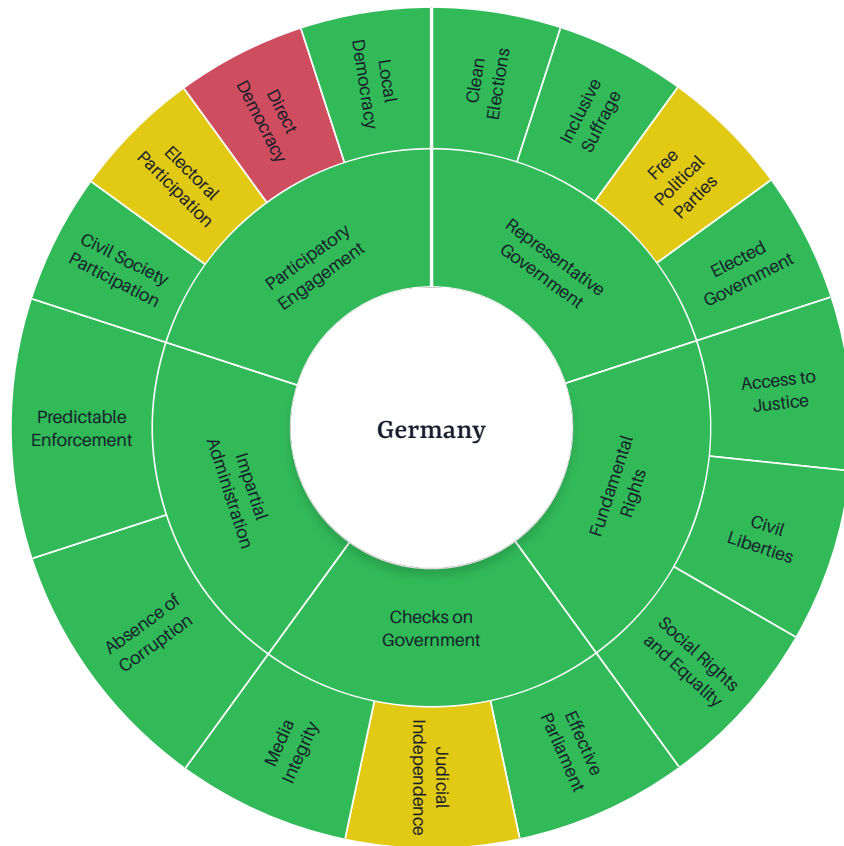 Germany
Representative
Government
Fundamental
Rights
Checks on
Government
Impartial
Administration
Participatory
Engagement
Clean
Elections
Inclusive
Suffrage
Free
Political
Parties
Elected
Government
Access to
Justice
Civil
Liberties
Social Rights
and Equality
Effective
Parliament
Judicial
Independence
Media
Integrity
Absence of
Corruption
Predictable
Enforcement
Civil Society
Participation
Electoral
Participation
Direct
Democracy
Local
Democracy